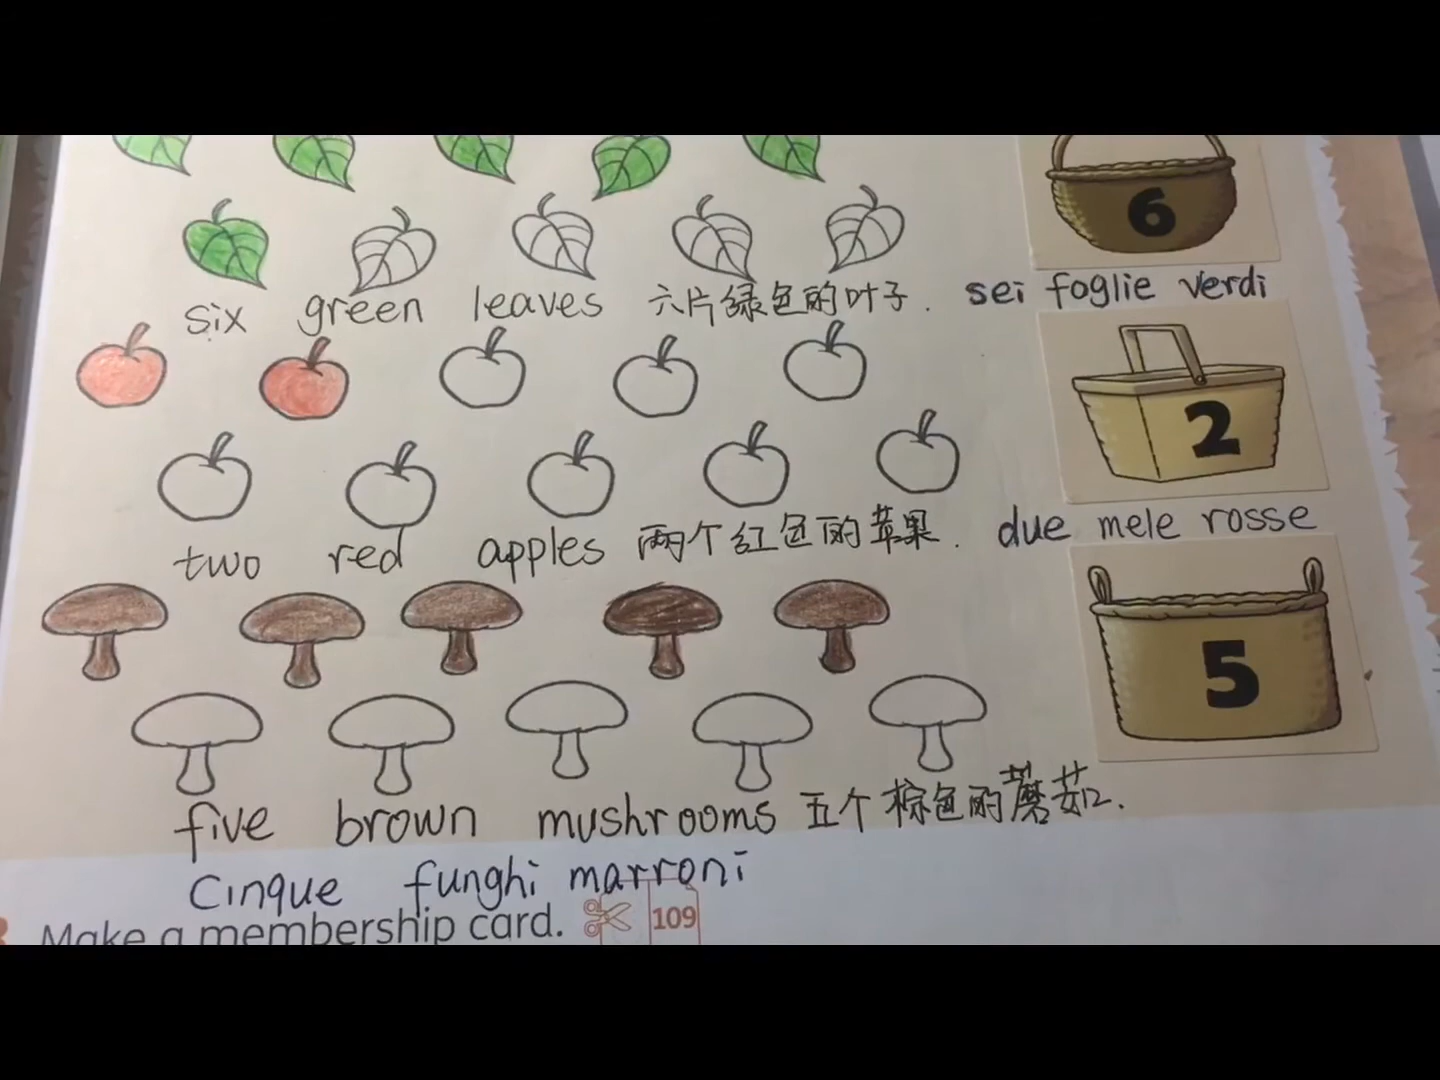 6
six green leaves 六片绿色的叶子. sei foglie verdi
2
two red apples 两个红色的苹果. due mele rosse
5
five brown mushrooms 五个棕色的蘑菇.
Cinque funghi marroni
Make a membership card. 109